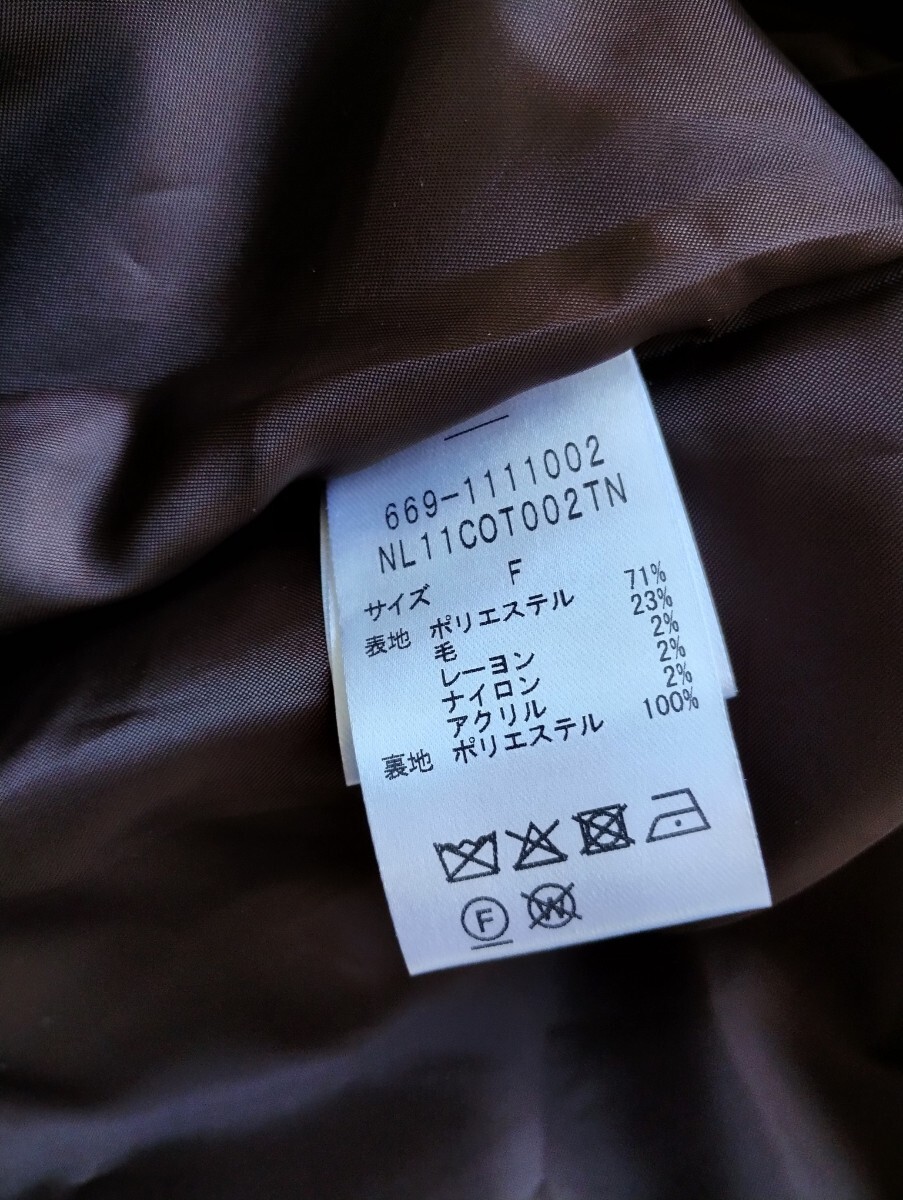 669-1111002
NL11COT002TN
サイズ F
表地 ポリエステル 71%
毛 23%
レーヨン 2%
ナイロン 2%
アクリル 2%
裏地 ポリエステル 100%
F W